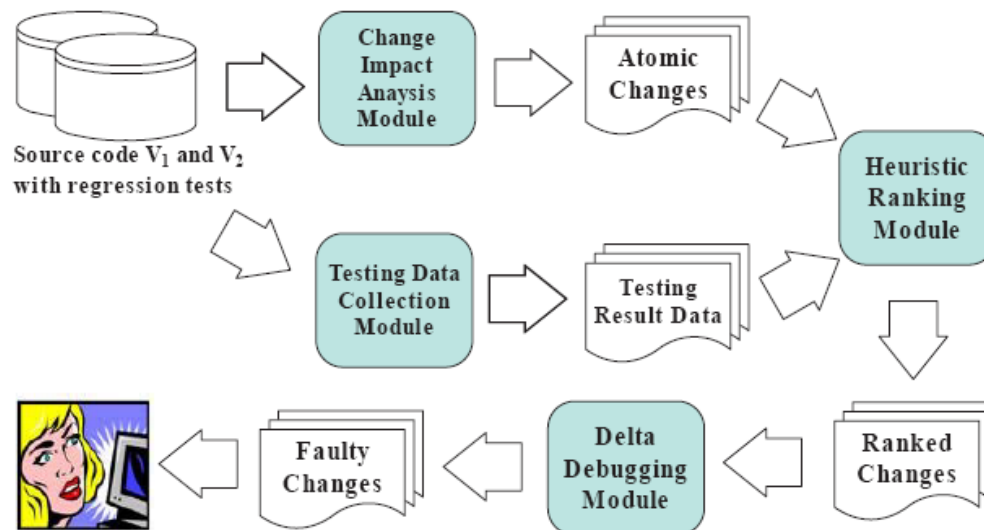 Change
Impact
Anaysis
Module
Atomic
Changes
Source code V₁ and V₂
with regression tests
Heuristic
Ranking
Module
Testing Data
Collection
Module
Testing
Result Data
Faulty
Changes
Delta
Debugging
Module
Ranked
Changes